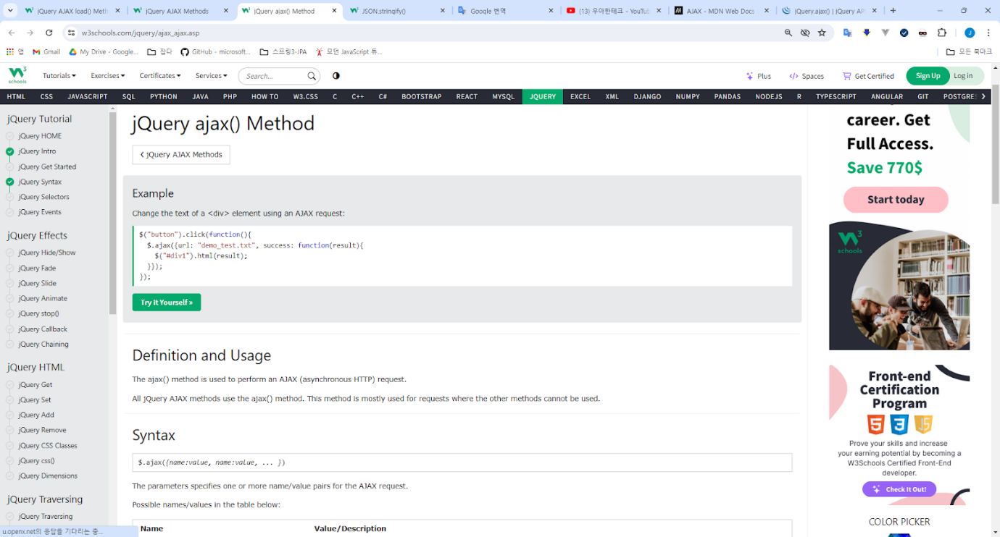 jQuery AJAX load() Meth
jQuery AJAX Methods
jQuery ajax() Method
JSON.stringify()
Google 번역
(13) 우아한테크 - YouTub
AJAX - MDN Web Docs
jQuery.ajax() | jQuery AP
w3schools.com/jquery/ajax_ajax.asp
앱
Gmail
My Drive - Google...
잡다
GitHub - microsoft...
스프링3-JPA
모던 JavaScript 튜...
모든 북마크
W3
schools
Tutorials
Exercises
Certificates
Services
Search...
Plus
Spaces
Get Certified
Sign Up
Log in
HTML CSS JAVASCRIPT SQL PYTHON JAVA PHP HOW TO W3.CSS C C++ C# BOOTSTRAP REACT MYSQL JQUERY EXCEL XML DJANGO NUMPY PANDAS NODEJS R TYPESCRIPT ANGULAR GIT POSTGRES
jQuery Tutorial
jQuery HOME
jQuery Intro
jQuery Get Started
jQuery Syntax
jQuery Selectors
jQuery Events
jQuery Effects
jQuery Hide/Show
jQuery Fade
jQuery Slide
jQuery Animate
jQuery stop()
jQuery Callback
jQuery Chaining
jQuery HTML
jQuery Get
jQuery Set
jQuery Add
jQuery Remove
jQuery CSS Classes
jQuery css()
jQuery Dimensions
jQuery Traversing
jQuery Traversing
u.openx.net의 응답을 기다리는 중...
jQuery ajax() Method
❮ jQuery AJAX Methods
Example
Change the text of a <div> element using an AJAX request:
$("button").click(function(){
  $.ajax({url: "demo_test.txt", success: function(result){
    $("#div1").html(result);
  }});
});
Try it Yourself »
Definition and Usage
The ajax() method is used to perform an AJAX (asynchronous HTTP) request.
All jQuery AJAX methods use the ajax() method. This method is mostly used for requests where the other methods cannot be used.
Syntax
$.ajax({name:value, name:value, ... })
The parameters specifies one or more name/value pairs for the AJAX request.
Possible names/values in the table below:
Name Value/Description
career. Get
Full Access.
Save 770$
Start today
W3
schools
Front-end
Certification
Program
5 3 JS
Prove your skills and increase
your earning potential by becoming a
W3Schools Certified Front-End
developer.
Check It Out!
COLOR PICKER